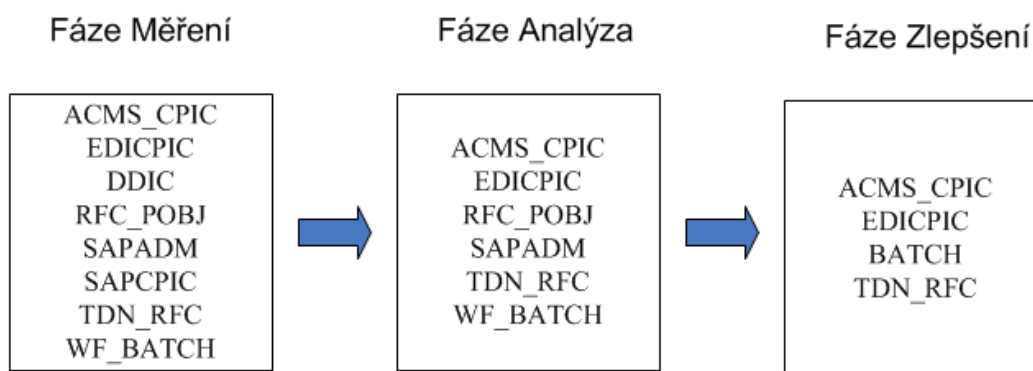 Fáze Měření
ACMS_CPIC
EDICPIC
DDIC
RFC_POBJ
SAPADM
SAPCPIC
TDN_RFC
WF_BATCH
Fáze Analýza
ACMS_CPIC
EDICPIC
RFC_POBJ
SAPADM
TDN_RFC
WF_BATCH
Fáze Zlepšení
ACMS_CPIC
EDICPIC
BATCH
TDN_RFC